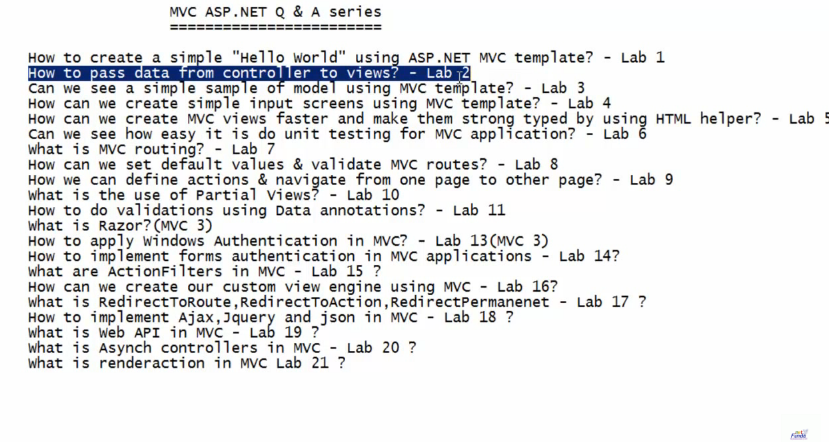 MVC ASP.NET Q & A series
========================
How to create a simple "Hello World" using ASP.NET MVC template? - Lab 1
How to pass data from controller to views? - Lab 2
Can we see a simple sample of model using MVC template? - Lab 3
How can we create simple input screens using MVC template? - Lab 4
How can we create MVC views faster and make them strong typed by using HTML helper? - Lab 5
Can we see how easy it is do unit testing for MVC application? - Lab 6
What is MVC routing? - Lab 7
How can we set default values & validate MVC routes? - Lab 8
How we can define actions & navigate from one page to other page? - Lab 9
What is the use of Partial Views? - Lab 10
How to do validations using Data annotations? - Lab 11
What is Razor?(MVC 3)
How to apply Windows Authentication in MVC? - Lab 13(MVC 3)
How to implement forms authentication in MVC applications - Lab 14?
What are ActionFilters in MVC - Lab 15 ?
How can we create our custom view engine using MVC - Lab 16?
What is RedirectToRoute,RedirectToAction,RedirectPermanenet - Lab 17 ?
How to implement Ajax,Jquery and json in MVC - Lab 18 ?
What is Web API in MVC - Lab 19 ?
What is Asynch controllers in MVC - Lab 20 ?
What is renderaction in MVC Lab 21 ?